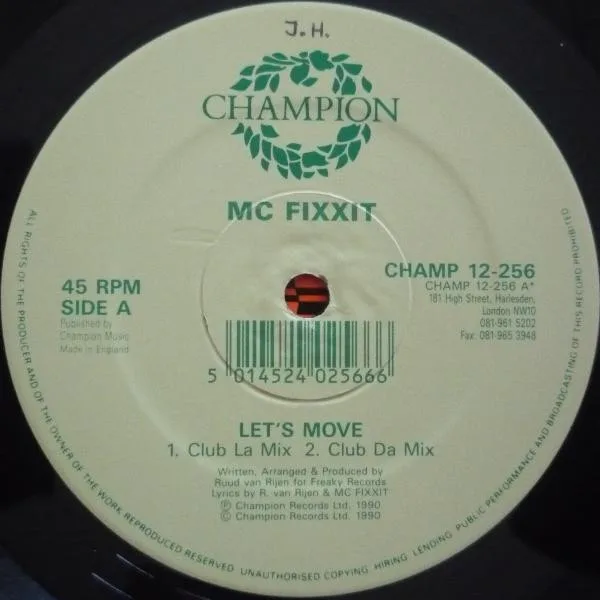 J.H.
CHAMPION
MC FIXXIT
45 RPM
SIDE A
Published by
Champion Music
Made in England
CHAMP 12-256
CHAMP 12-256 A*
181 High Street, Harlesden,
London NW10
081-961 5202
Fax: 081-965 3948
5 014524 025666
LET'S MOVE
1. Club La Mix 2. Club Da Mix
Written, Arranged & Produced by
Ruud van Rijen for Freaky Records
Lyrics by R. van Rijen & MC FIXXIT
℗ Champion Records Ltd. 1990
© Champion Records Ltd. 1990
ALL RIGHTS OF THE PRODUCER AND OF THE OWNER OF THE WORK REPRODUCED RESERVED. UNAUTHORISED COPYING, HIRING, LENDING, PUBLIC PERFORMANCE AND BROADCASTING OF THIS RECORD PROHIBITED